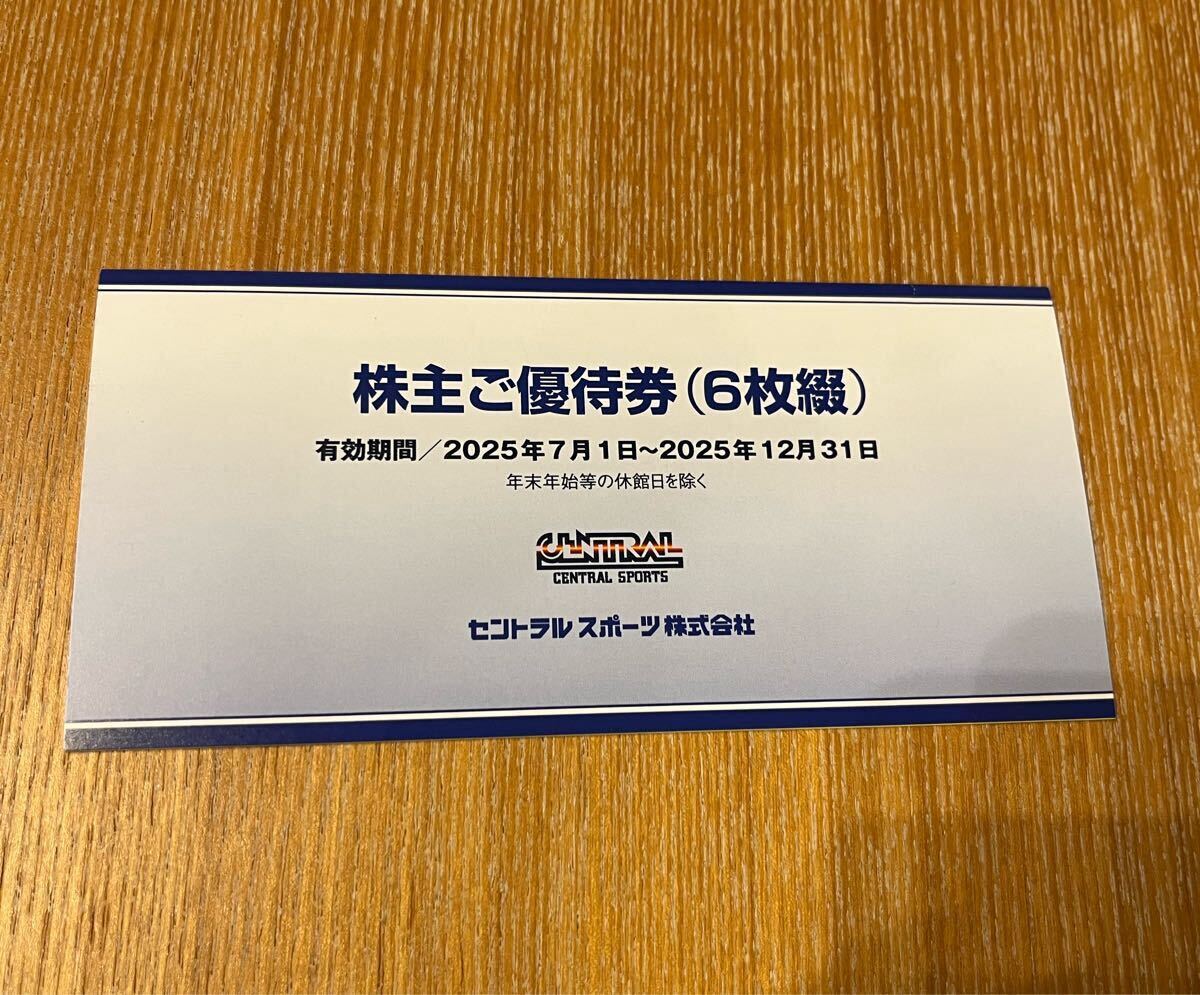 株主ご優待券(6枚綴)
有効期間/2025年7月1日~2025年12月31日
年末年始等の休館日を除く
CENTRAL
CENTRAL SPORTS
セントラルスポーツ株式会社